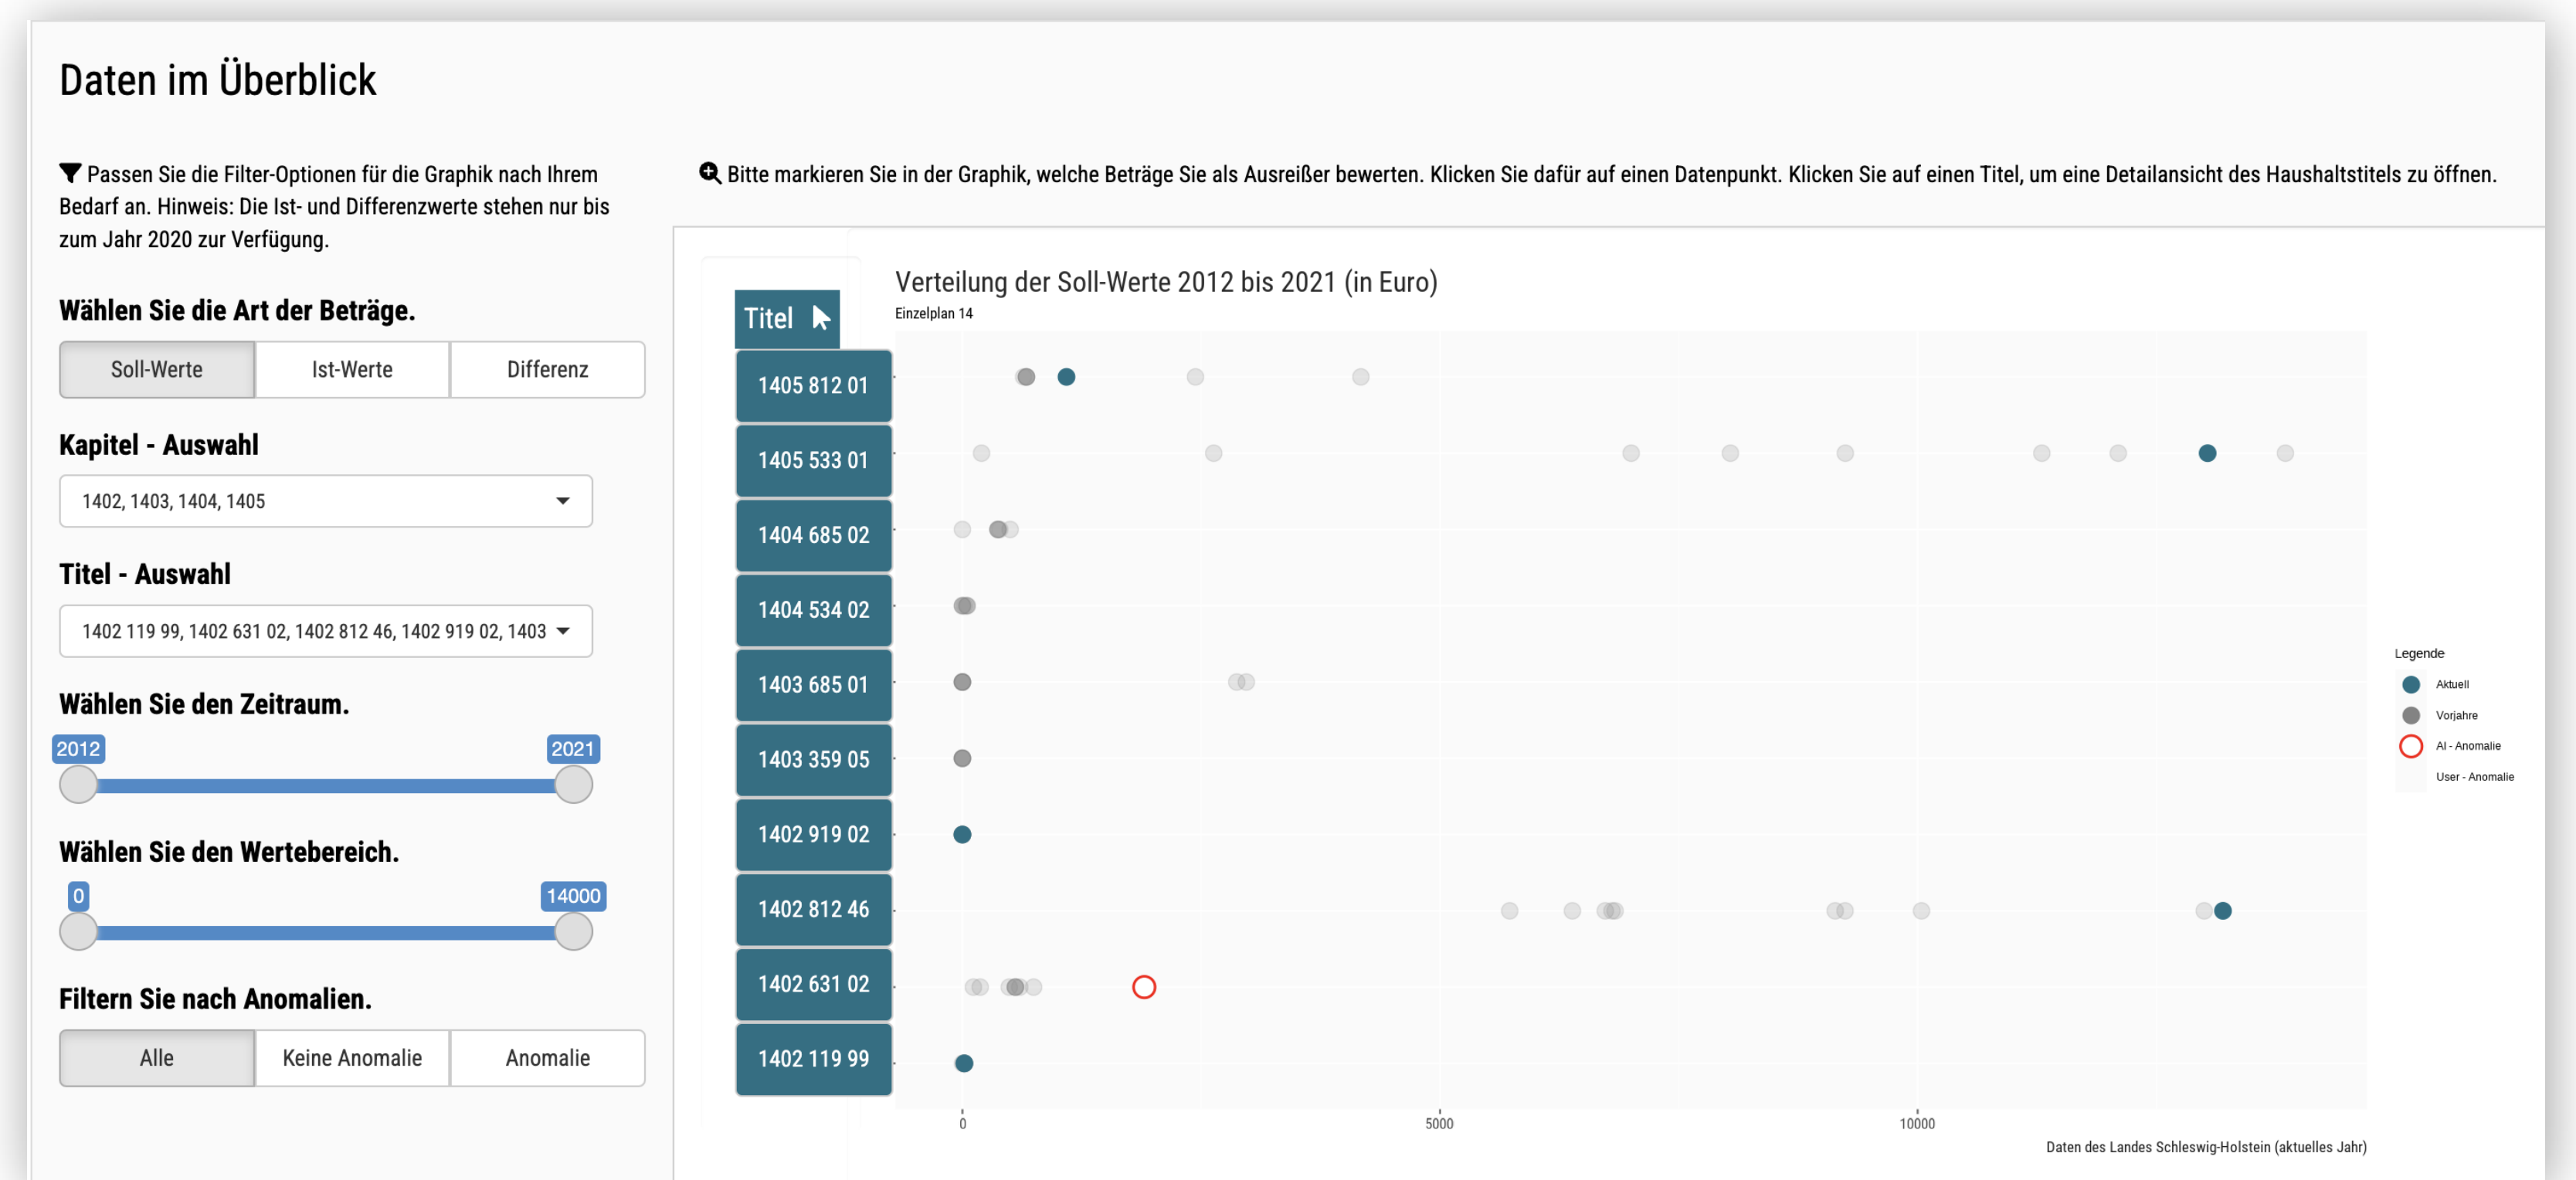 Daten im Überblick
Passen Sie die Filter-Optionen für die Graphik nach Ihrem
Bedarf an. Hinweis: Die Ist- und Differenzwerte stehen nur bis
zum Jahr 2020 zur Verfügung.
Wählen Sie die Art der Beträge.
Soll-Werte Ist-Werte Differenz
Kapitel - Auswahl
1402, 1403, 1404, 1405
Titel - Auswahl
1402 119 99, 1402 631 02, 1402 812 46, 1402 919 02, 1403
Wählen Sie den Zeitraum.
2012 2021
Wählen Sie den Wertebereich.
0 14000
Filtern Sie nach Anomalien.
Alle Keine Anomalie Anomalie
Bitte markieren Sie in der Graphik, welche Beträge Sie als Ausreißer bewerten. Klicken Sie dafür auf einen Datenpunkt. Klicken Sie auf einen Titel, um eine Detailansicht des Haushaltstitels zu öffnen.
Verteilung der Soll-Werte 2012 bis 2021 (in Euro)
Einzelplan 14
Titel
1405 812 01
1405 533 01
1404 685 02
1404 534 02
1403 685 01
1403 359 05
1402 919 02
1402 812 46
1402 631 02
1402 119 99
0 5000 10000
Daten des Landes Schleswig-Holstein (aktuelles Jahr)
Legende
Aktuell
Vorjahre
AI - Anomalie
User - Anomalie